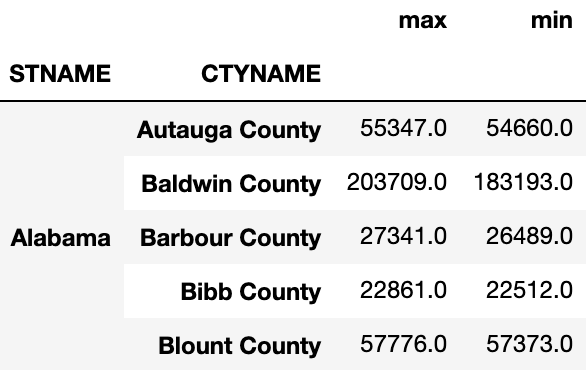 max min
STNAME CTYNAME
Autauga County 55347.0 54660.0
Baldwin County 203709.0 183193.0
Alabama Barbour County 27341.0 26489.0
Bibb County 22861.0 22512.0
Blount County 57776.0 57373.0